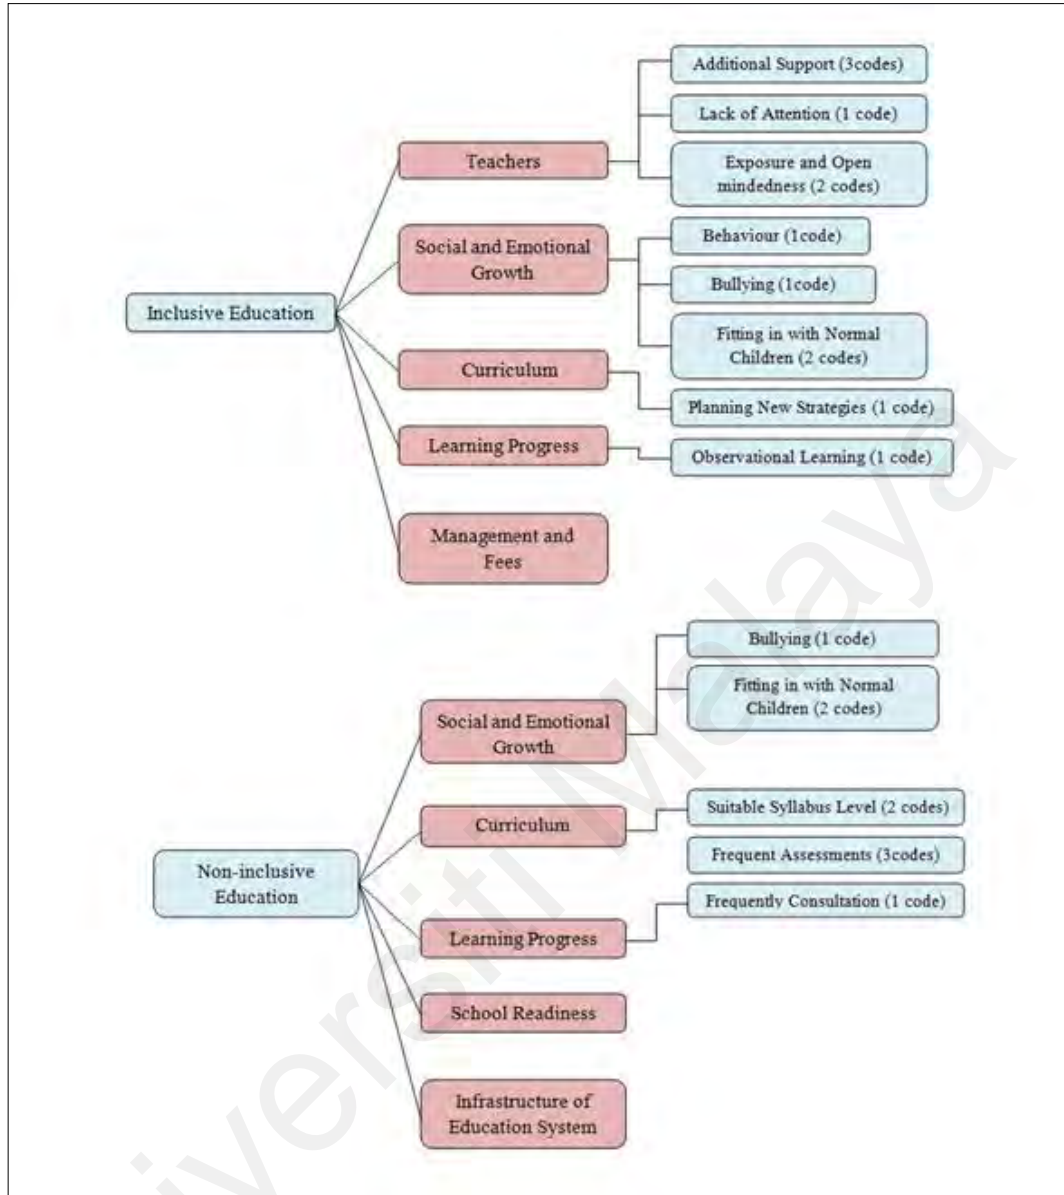 Additional Support (3codes)
Lack of Attention (1 code)
Teachers
Exposure and Open
mindedness (2 codes)
Social and Emotional
Growth
Behaviour (1code)
Bullying (1code)
Inclusive Education
Fitting in with Normal
Children (2 codes)
Curriculum
Planning New Strategies (1 code)
Learning Progress
Observational Learning (1 code)
Management and
Fees
Bullying (1 code)
Fitting in with Normal
Children (2 codes)
Social and Emotional
Growth
Suitable Syllabus Level (2 codes)
Curriculum
Frequent Assessments (3codes)
Non-inclusive
Education
Frequently Consultation (1 code)
Learning Progress
School Readiness
Infrastructure of
Education System
versiti Malaya